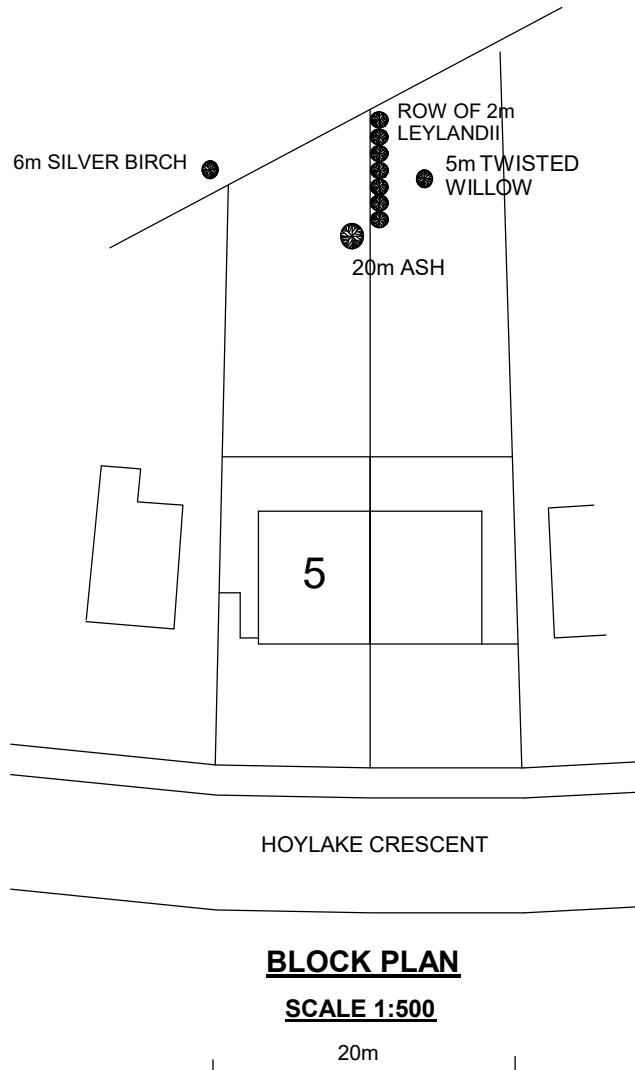 ROW OF 2m
LEYLANDII
6m SILVER BIRCH
5m TWISTED
WILLOW
20m ASH
5
HOYLAKE CRESCENT
BLOCK PLAN
SCALE 1:500
20m